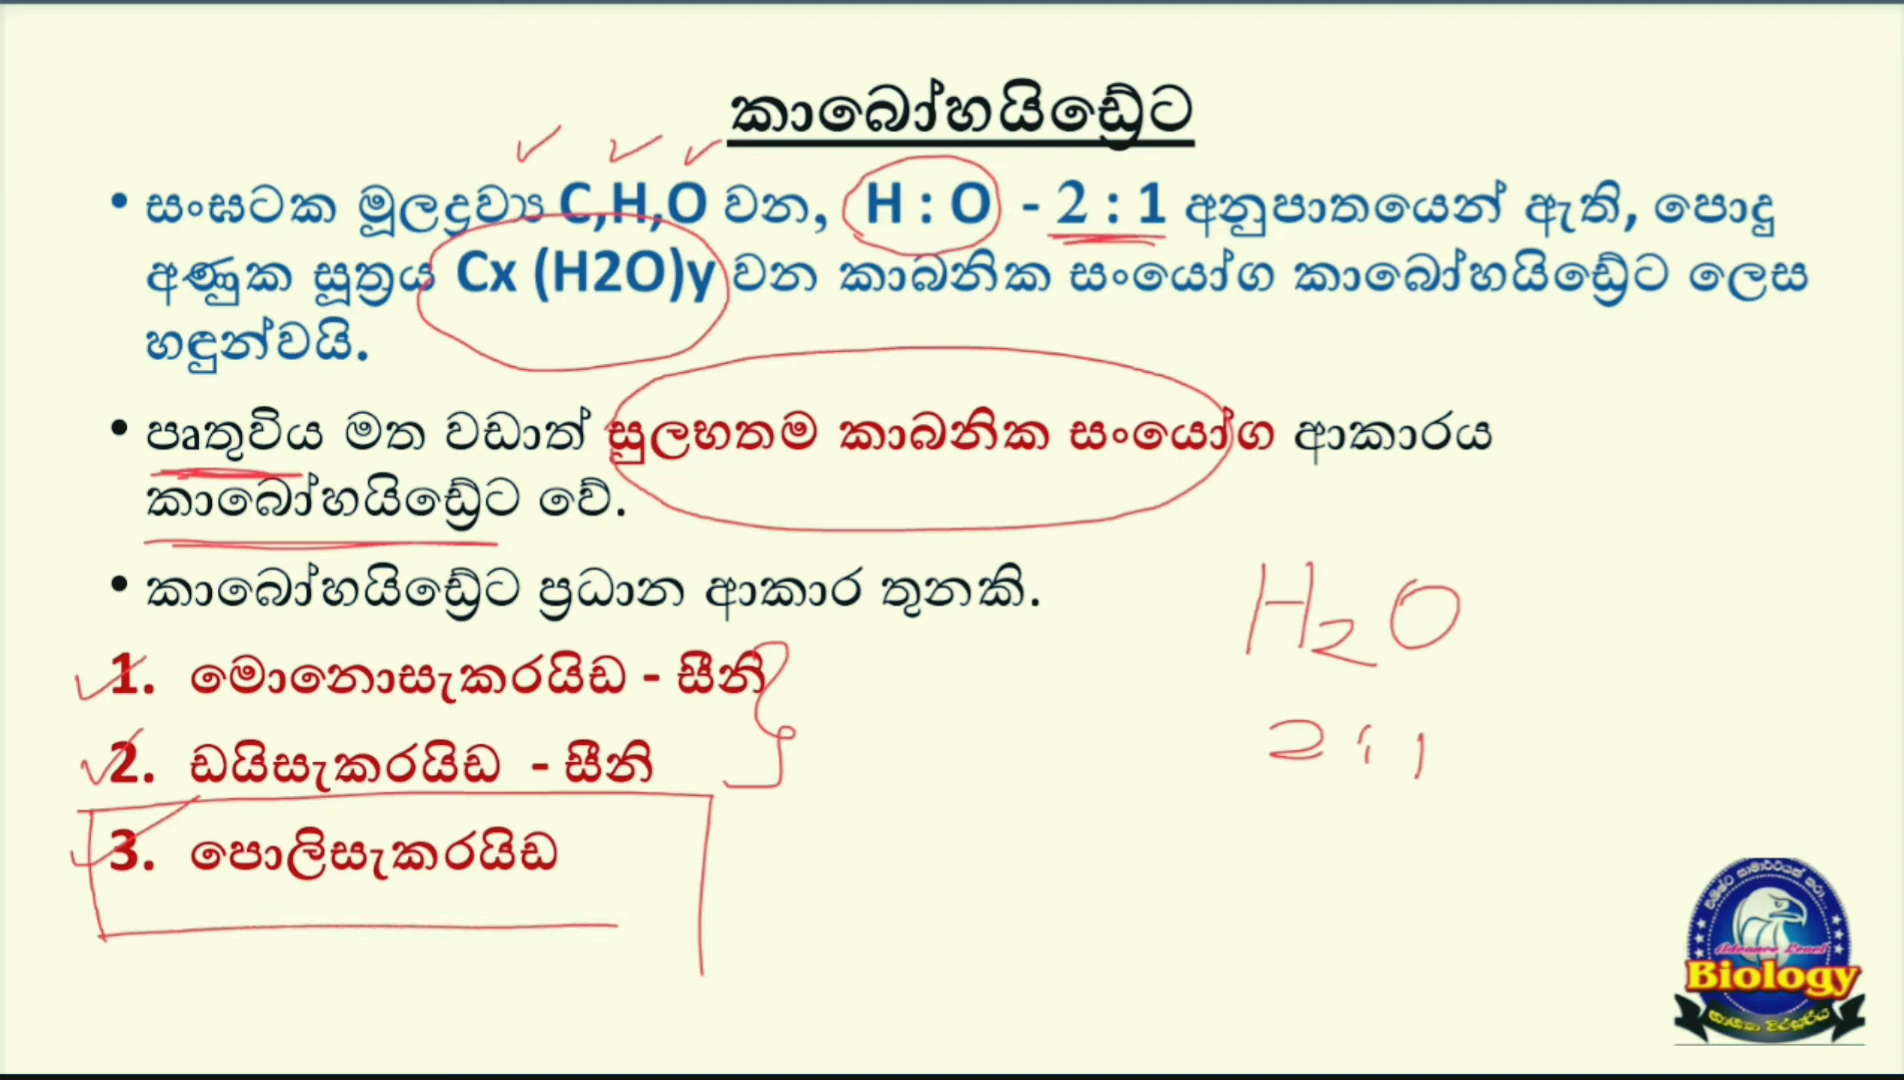 කාබෝහයිඩ්‍රේට
• සංඝටක මූලද්‍රව්‍ය C,H,O වන, H : O - 2 : 1 අනුපාතයෙන් ඇති, පොදු
අණුක සූත්‍රය Cx (H2O)y වන කාබනික සංයෝග කාබෝහයිඩ්‍රේට ලෙස
හඳුන්වයි.
• පෘතුවිය මත වඩාත් සුලභතම කාබනික සංයෝග ආකාරය
කාබෝහයිඩ්‍රේට වේ.
• කාබෝහයිඩ්‍රේට ප්‍රධාන ආකාර තුනකි.
H2O
1. මොනොසැකරයිඩ - සීනි
2. ඩයිසැකරයිඩ - සීනි
2 : 1
3. පොලිසැකරයිඩ
Advance Level
Biology